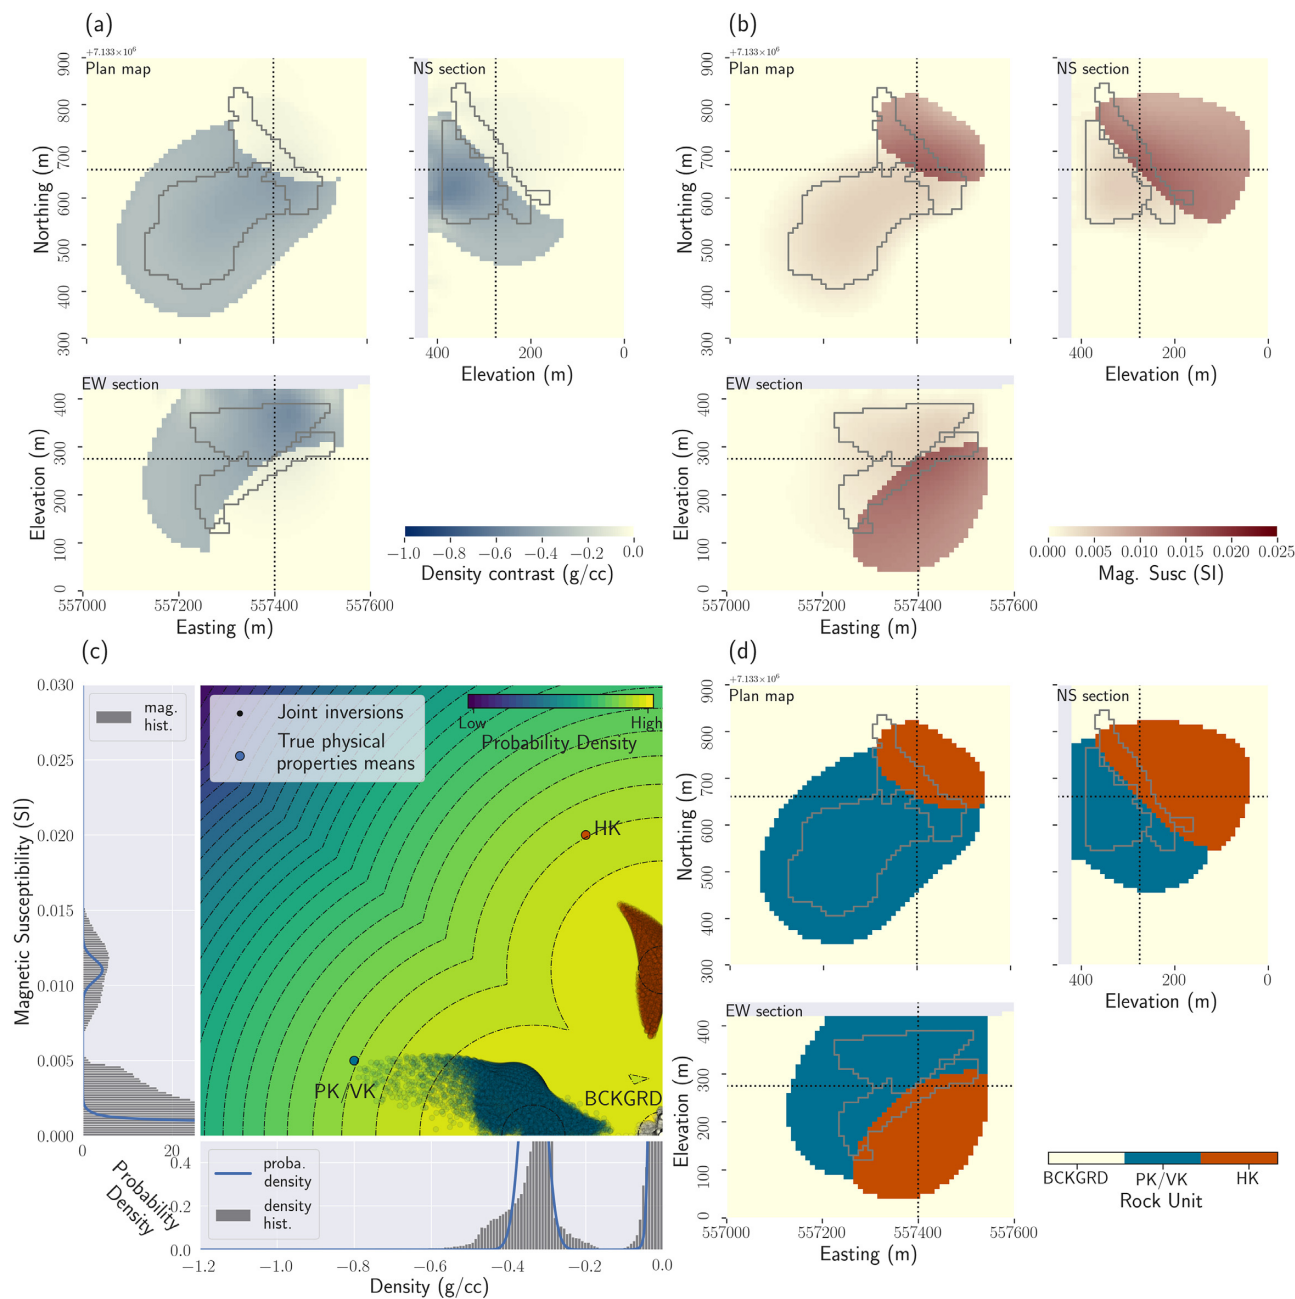 (a)
+7.133×10⁶
Plan map
900
800
700
600
500
400
300
Northing (m)
NS section
400
200
0
Elevation (m)
EW section
400
300
200
100
0
Elevation (m)
557000
557200
557400
557600
Easting (m)
−1.0
−0.8
−0.6
−0.4
−0.2
0.0
Density contrast (g/cc)
(b)
+7.133×10⁶
Plan map
900
800
700
600
500
400
300
Northing (m)
NS section
400
200
0
Elevation (m)
EW section
400
300
200
100
0
Elevation (m)
557000
557200
557400
557600
Easting (m)
0.000
0.005
0.010
0.015
0.020
0.025
Mag. Susc (SI)
(c)
0.030
0.025
0.020
0.015
0.010
0.005
0.000
Magnetic Susceptibility (SI)
mag.
hist.
0
20
Probability
Density
Joint inversions
True physical
properties means
Low
High
Probability Density
HK
PK/VK
BCKGRD
0.4
0.2
0.0
proba.
density
density
hist.
−1.2
−1.0
−0.8
−0.6
−0.4
−0.2
0.0
Density (g/cc)
(d)
+7.133×10⁶
Plan map
900
800
700
600
500
400
300
Northing (m)
NS section
400
200
0
Elevation (m)
EW section
400
300
200
100
0
Elevation (m)
557000
557200
557400
557600
Easting (m)
BCKGRD
PK/VK
HK
Rock Unit